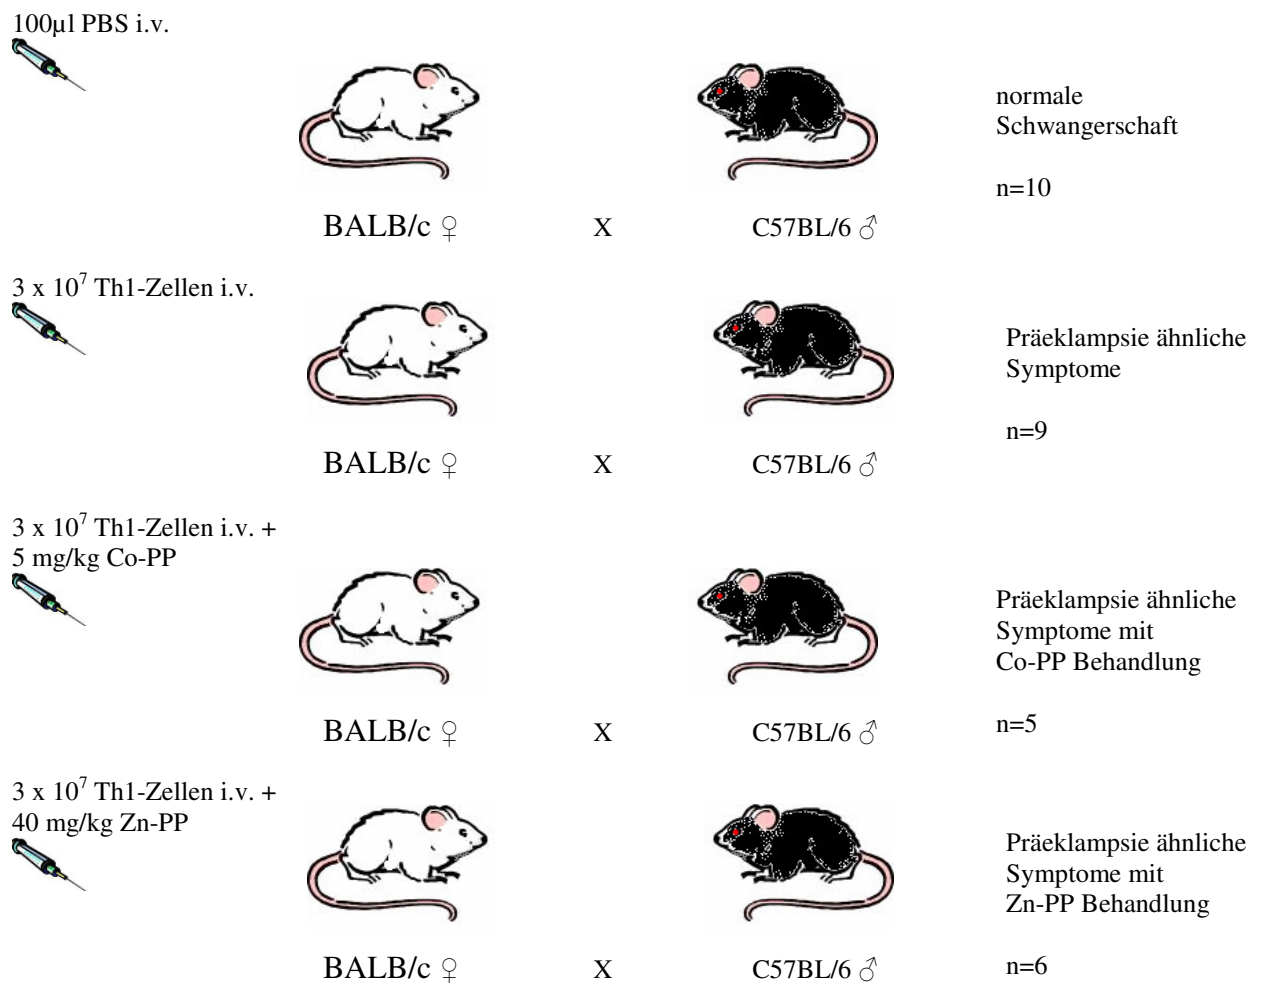 100µl PBS i.v.
normale
Schwangerschaft
n=10
BALB/c ♀ X C57BL/6 ♂
3 x 10⁷ Th1-Zellen i.v.
Präeklampsie ähnliche
Symptome
n=9
BALB/c ♀ X C57BL/6 ♂
3 x 10⁷ Th1-Zellen i.v. +
5 mg/kg Co-PP
Präeklampsie ähnliche
Symptome mit
Co-PP Behandlung
n=5
BALB/c ♀ X C57BL/6 ♂
3 x 10⁷ Th1-Zellen i.v. +
40 mg/kg Zn-PP
Präeklampsie ähnliche
Symptome mit
Zn-PP Behandlung
n=6
BALB/c ♀ X C57BL/6 ♂